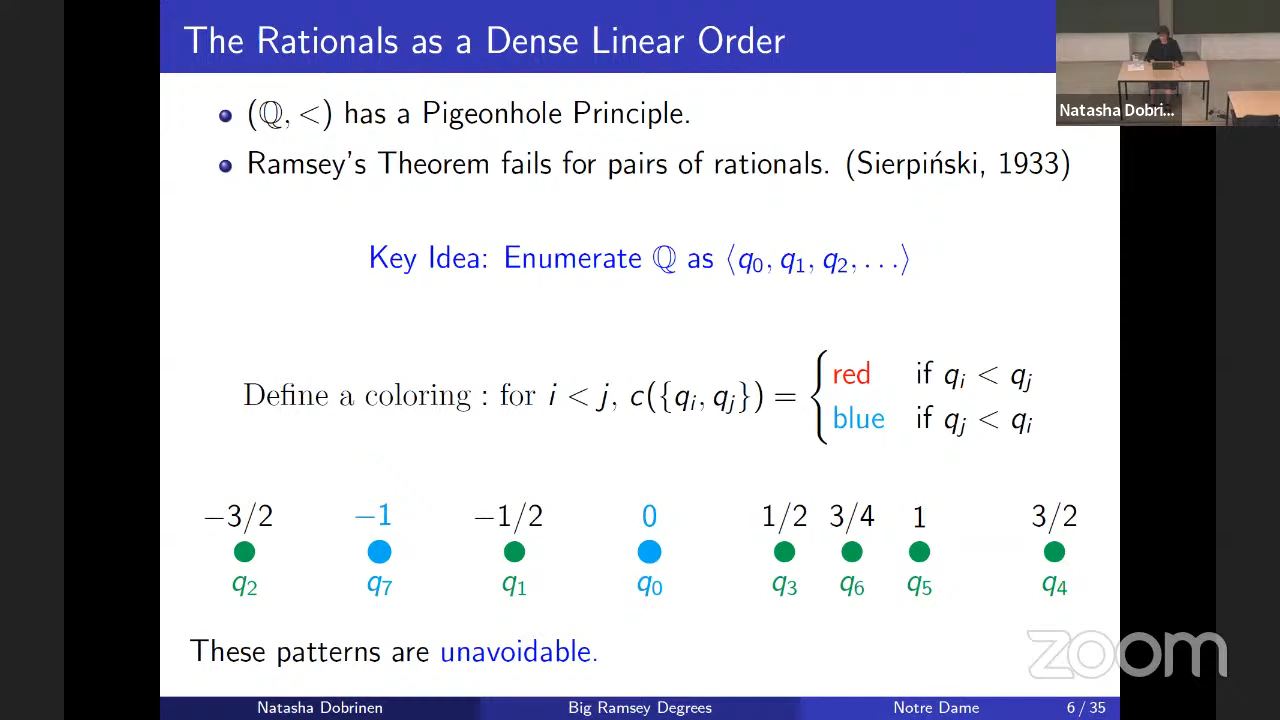 The Rationals as a Dense Linear Order
Natasha Dobri...
(ℚ, <) has a Pigeonhole Principle.
Ramsey's Theorem fails for pairs of rationals. (Sierpiński, 1933)
Key Idea: Enumerate ℚ as ⟨q₀, q₁, q₂, . . .⟩
Define a coloring : for i < j, c({qᵢ, qⱼ}) = { red if qᵢ < qⱼ
blue if qⱼ < qᵢ
−3/2 −1 −1/2 0 1/2 3/4 1 3/2
q₂ q₇ q₁ q₀ q₃ q₆ q₅ q₄
These patterns are unavoidable.
zoom
Natasha Dobrinen Big Ramsey Degrees Notre Dame 6 / 35